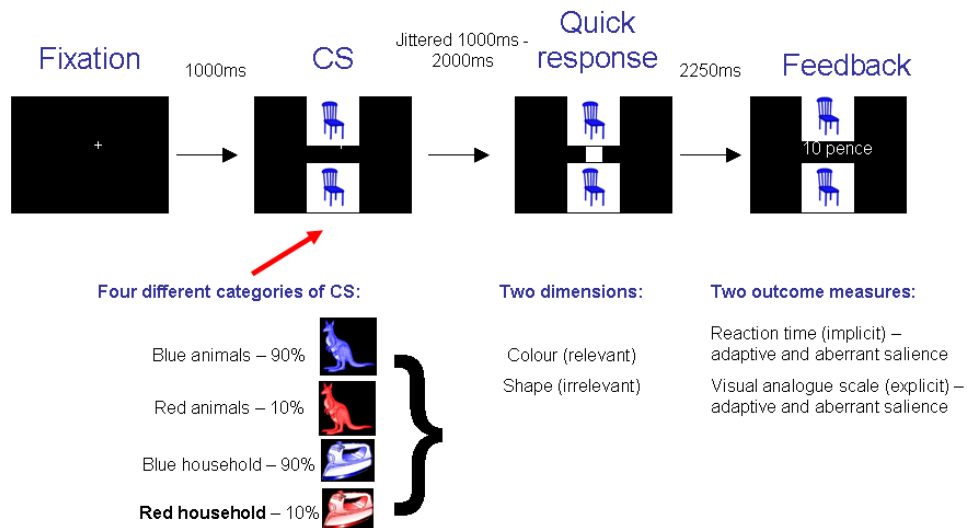 Fixation
1000ms
CS
Jittered 1000ms -
2000ms
Quick
response
2250ms
Feedback
10 pence
Four different categories of CS:
Blue animals – 90%
Red animals – 10%
Blue household – 90%
Red household – 10%
Two dimensions:
Colour (relevant)
Shape (irrelevant)
Two outcome measures:
Reaction time (implicit) –
adaptive and aberrant salience
Visual analogue scale (explicit) –
adaptive and aberrant salience